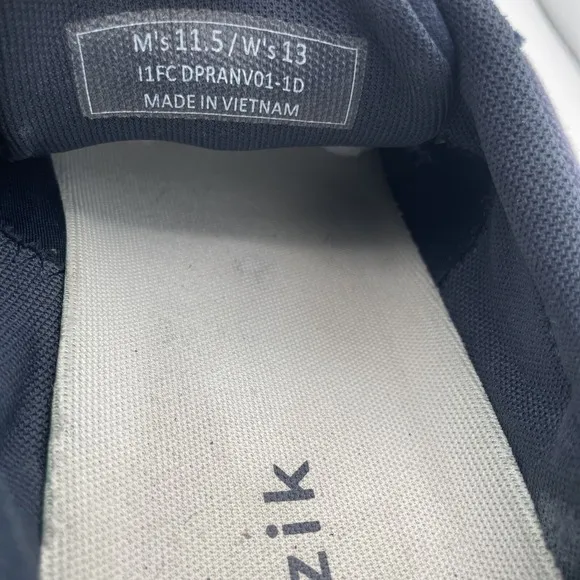 M's 11.5 / W's 13
I1FC DPRANV01-1D
MADE IN VIETNAM
zik